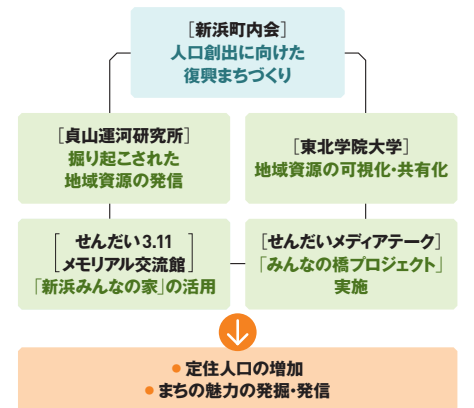 [新浜町内会]
人口創出に向けた
復興まちづくり
[貞山運河研究所]
掘り起こされた
地域資源の発信
[東北学院大学]
地域資源の可視化・共有化
[せんだい3.11
メモリアル交流館]
「新浜みんなの家」の活用
[せんだいメディアテーク]
「みんなの橋プロジェクト」
実施
● 定住人口の増加
● まちの魅力の発掘・発信